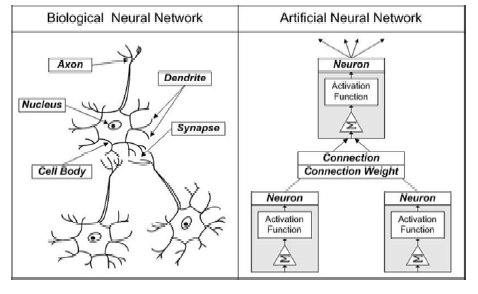 Biological Neural Network
Artificial Neural Network
Axon
Dendrite
Nucleus
Synapse
Cell Body
Neuron
Activation
Function
Σ
Connection
Connection Weight
Neuron
Activation
Function
Σ
Neuron
Activation
Function
Σ